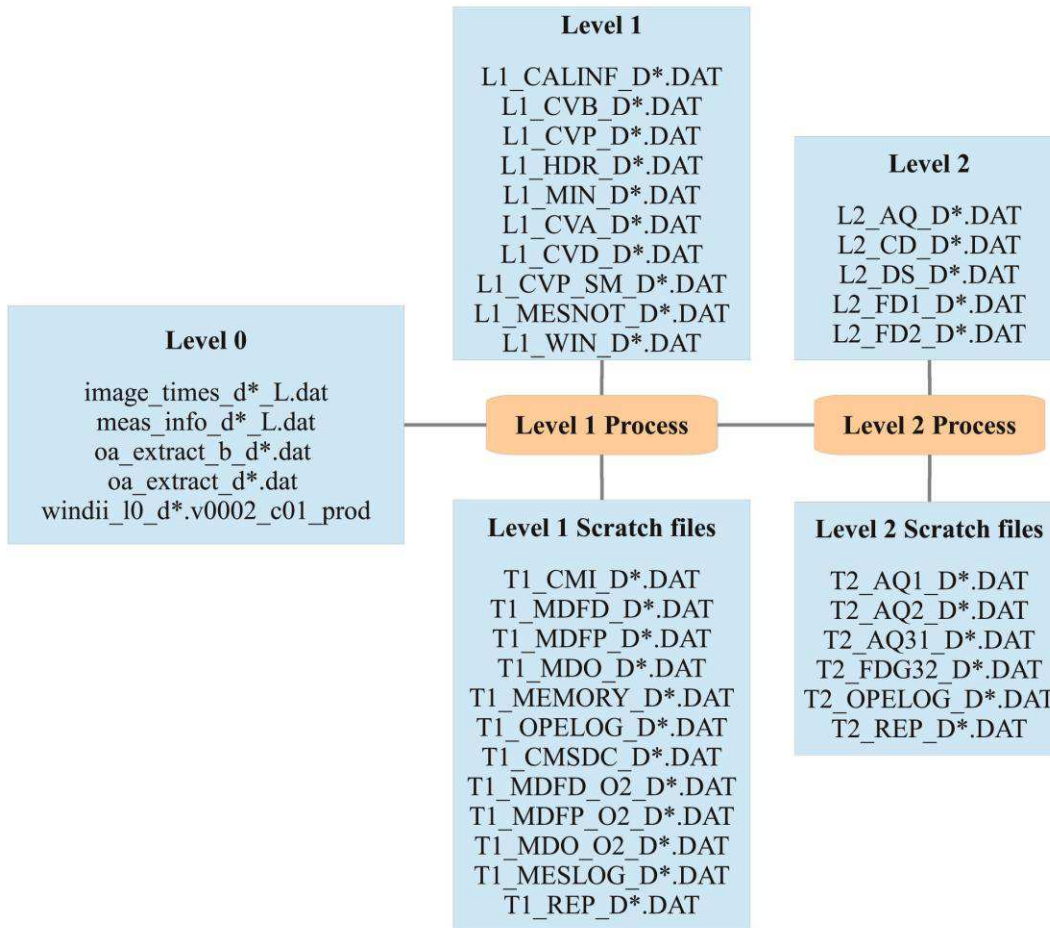 Level 1
L1_CALINF_D*.DAT
L1_CVB_D*.DAT
L1_CVP_D*.DAT
L1_HDR_D*.DAT
L1_MIN_D*.DAT
L1_CVA_D*.DAT
L1_CVD_D*.DAT
L1_CVP_SM_D*.DAT
L1_MESNOT_D*.DAT
L1_WIN_D*.DAT
Level 2
L2_AQ_D*.DAT
L2_CD_D*.DAT
L2_DS_D*.DAT
L2_FD1_D*.DAT
L2_FD2_D*.DAT
Level 0
image_times_d*_L.dat
meas_info_d*_L.dat
oa_extract_b_d*.dat
oa_extract_d*.dat
windii_l0_d*.v0002_c01_prod
Level 1 Process
Level 2 Process
Level 1 Scratch files
T1_CMI_D*.DAT
T1_MDFD_D*.DAT
T1_MDFP_D*.DAT
T1_MDO_D*.DAT
T1_MEMORY_D*.DAT
T1_OPELOG_D*.DAT
T1_CMSDC_D*.DAT
T1_MDFD_O2_D*.DAT
T1_MDFP_O2_D*.DAT
T1_MDO_O2_D*.DAT
T1_MESLOG_D*.DAT
T1_REP_D*.DAT
Level 2 Scratch files
T2_AQ1_D*.DAT
T2_AQ2_D*.DAT
T2_AQ31_D*.DAT
T2_FDG32_D*.DAT
T2_OPELOG_D*.DAT
T2_REP_D*.DAT